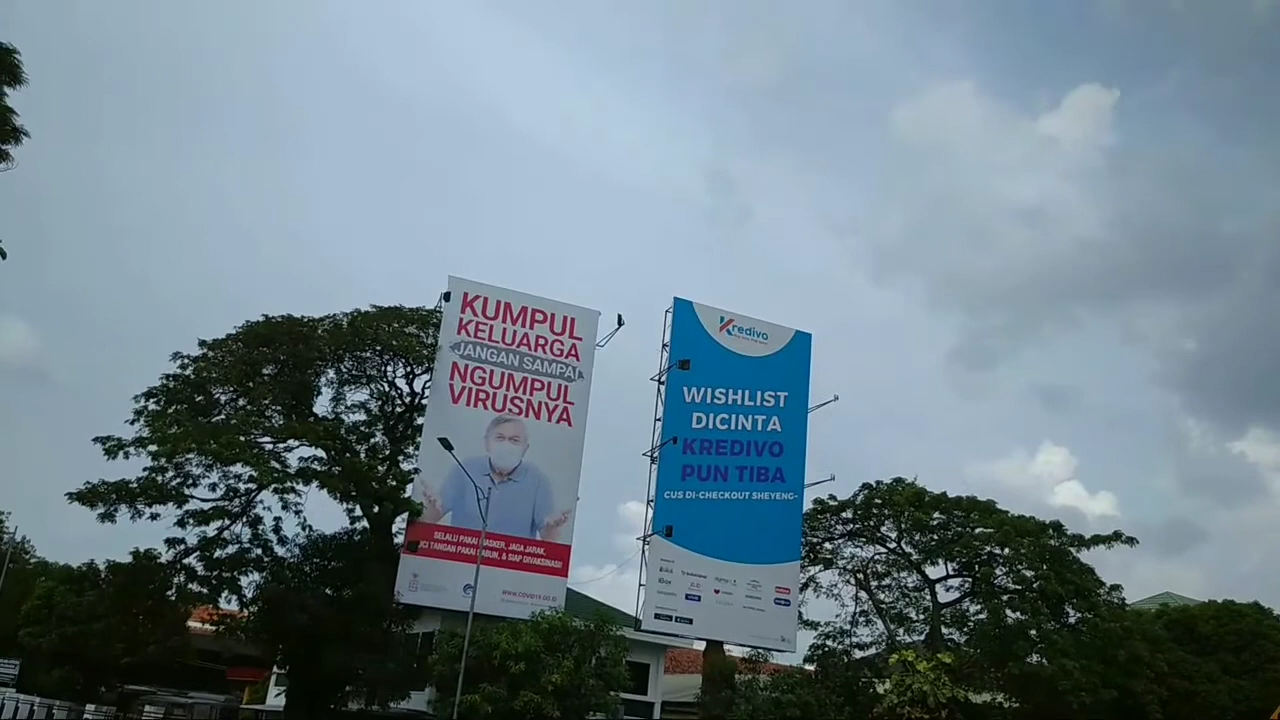 KUMPUL
KELUARGA
JANGAN SAMPAI
NGUMPUL
VIRUSNYA
SELALU PAKAI MASKER, JAGA JARAK,
CUCI TANGAN PAKAI SABUN, & SIAP DIVAKSINASI!
WWW.COVID19.GO.ID
Kredivo
WISHLIST
DICINTA
KREDIVO
PUN TIBA
CUS DI-CHECKOUT SHEYENG~